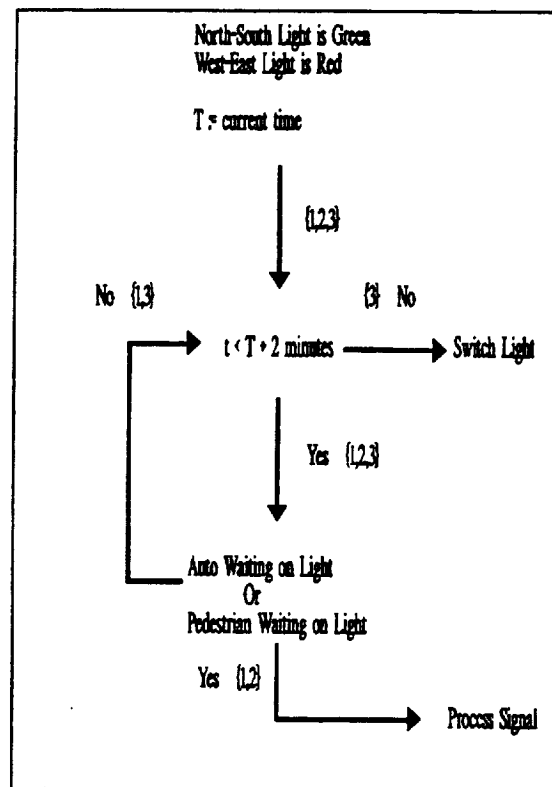 North-South Light is Green
West-East Light is Red
T := current time
{1,2,3}
No {1,3}
{3} No
t < T + 2 minutes
Switch Light
Yes {1,2,3}
Auto Waiting on Light
Or
Pedestrian Waiting on Light
Yes {1,2}
Process Signal